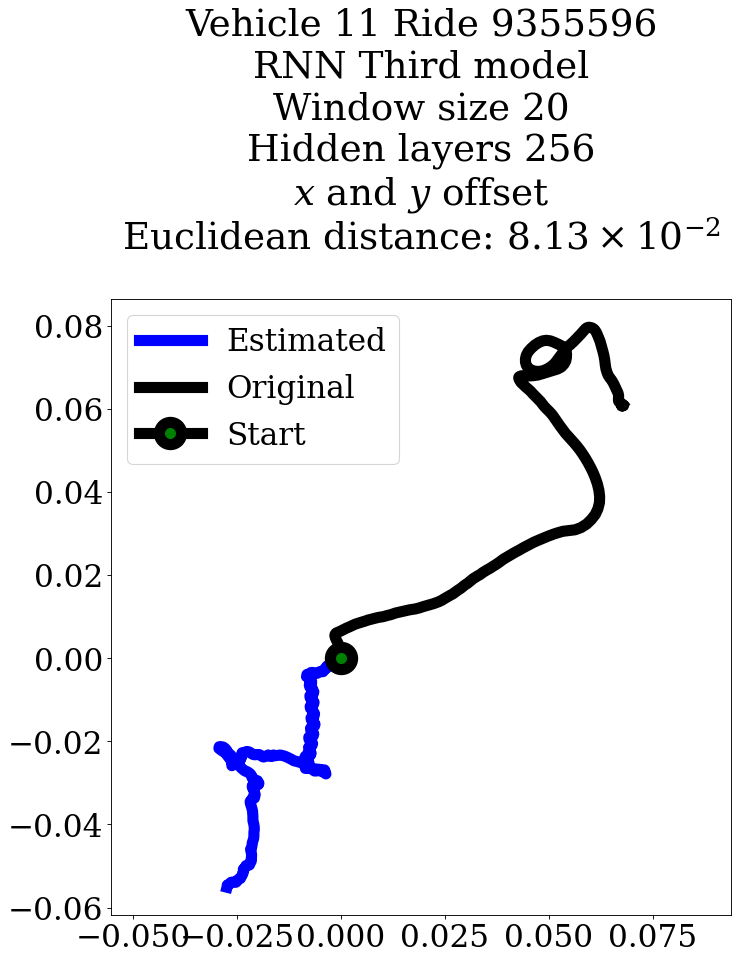 Vehicle 11 Ride 9355596
RNN Third model
Window size 20
Hidden layers 256
x and y offset
Euclidean distance: 8.13 × 10⁻²
Estimated
Original
Start
0.08
0.06
0.04
0.02
0.00
−0.02
−0.04
−0.06
−0.050 −0.025 0.000 0.025 0.050 0.075